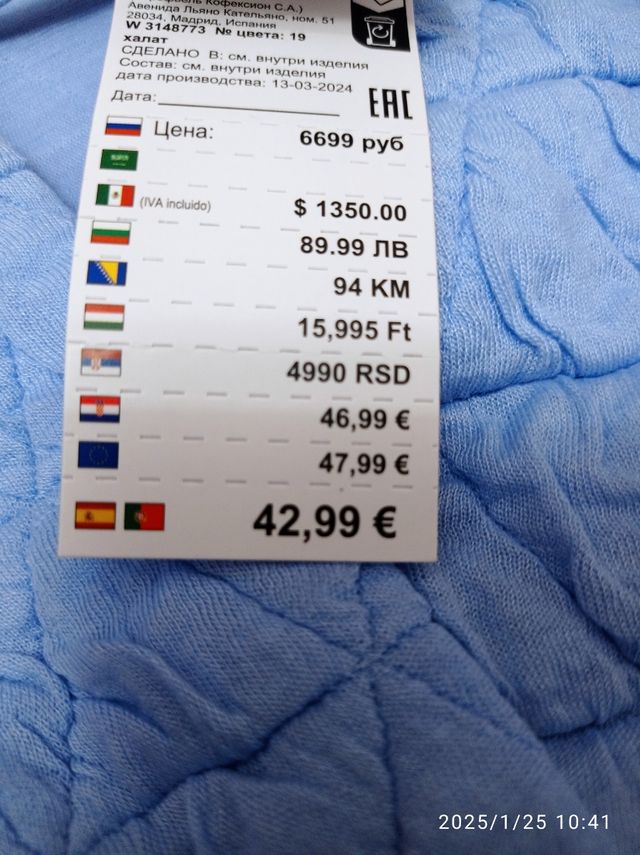 Кофексион С.А.)
Авенида Льяно Кательяно, ном. 51
28034, Мадрид, Испания
W 3148773 № цвета: 19
халат
СДЕЛАНО В: см. внутри изделия
Состав: см. внутри изделия
дата производства: 13-03-2024
Дата:
EAC
Цена: 6699 руб
(IVA incluido) $ 1350.00
89.99 ЛВ
94 KM
15,995 Ft
4990 RSD
46,99 €
47,99 €
42,99 €
2025/1/25 10:41